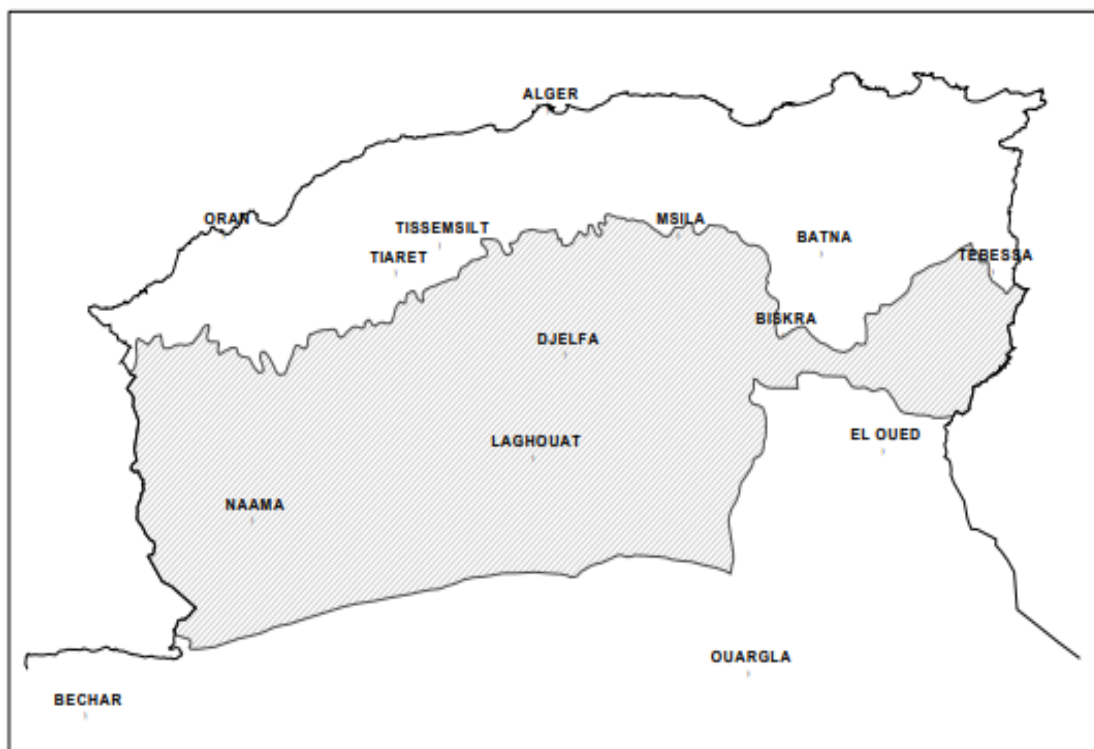 ALGER
ORAN
TISSEMSILT
MSILA
BATNA
TIARET
TEBESSA
BISKRA
DJELFA
LAGHOUAT
EL OUED
NAAMA
OUARGLA
BECHAR